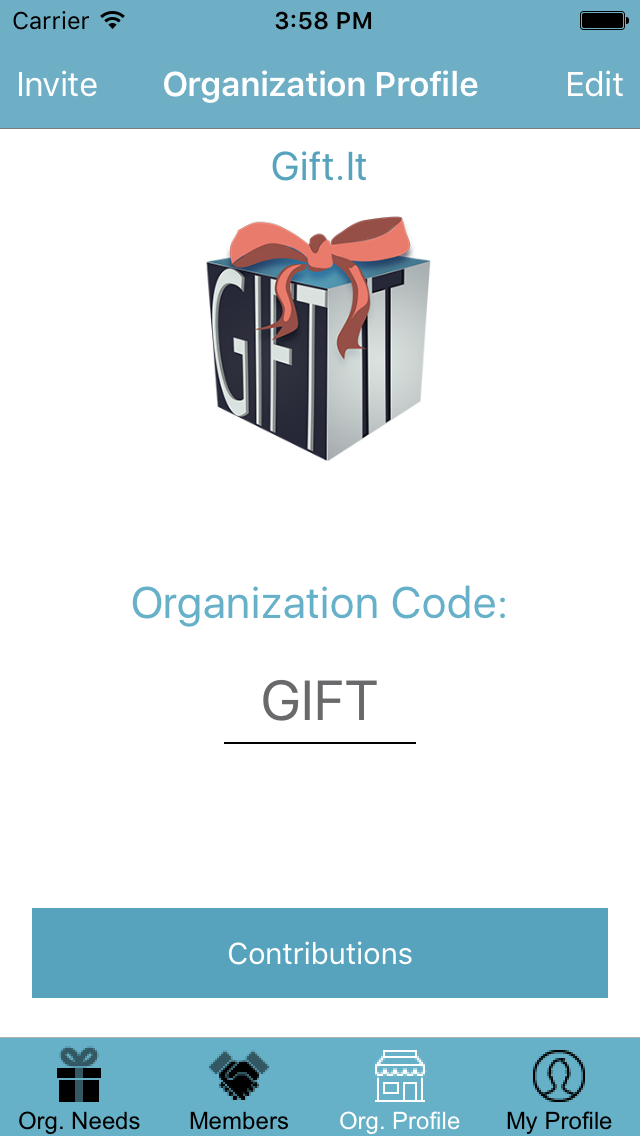 Carrier 3:58 PM
Invite Organization Profile Edit
Gift.It
GIFT IT
Organization Code:
GIFT
Contributions
Org. Needs Members Org. Profile My Profile